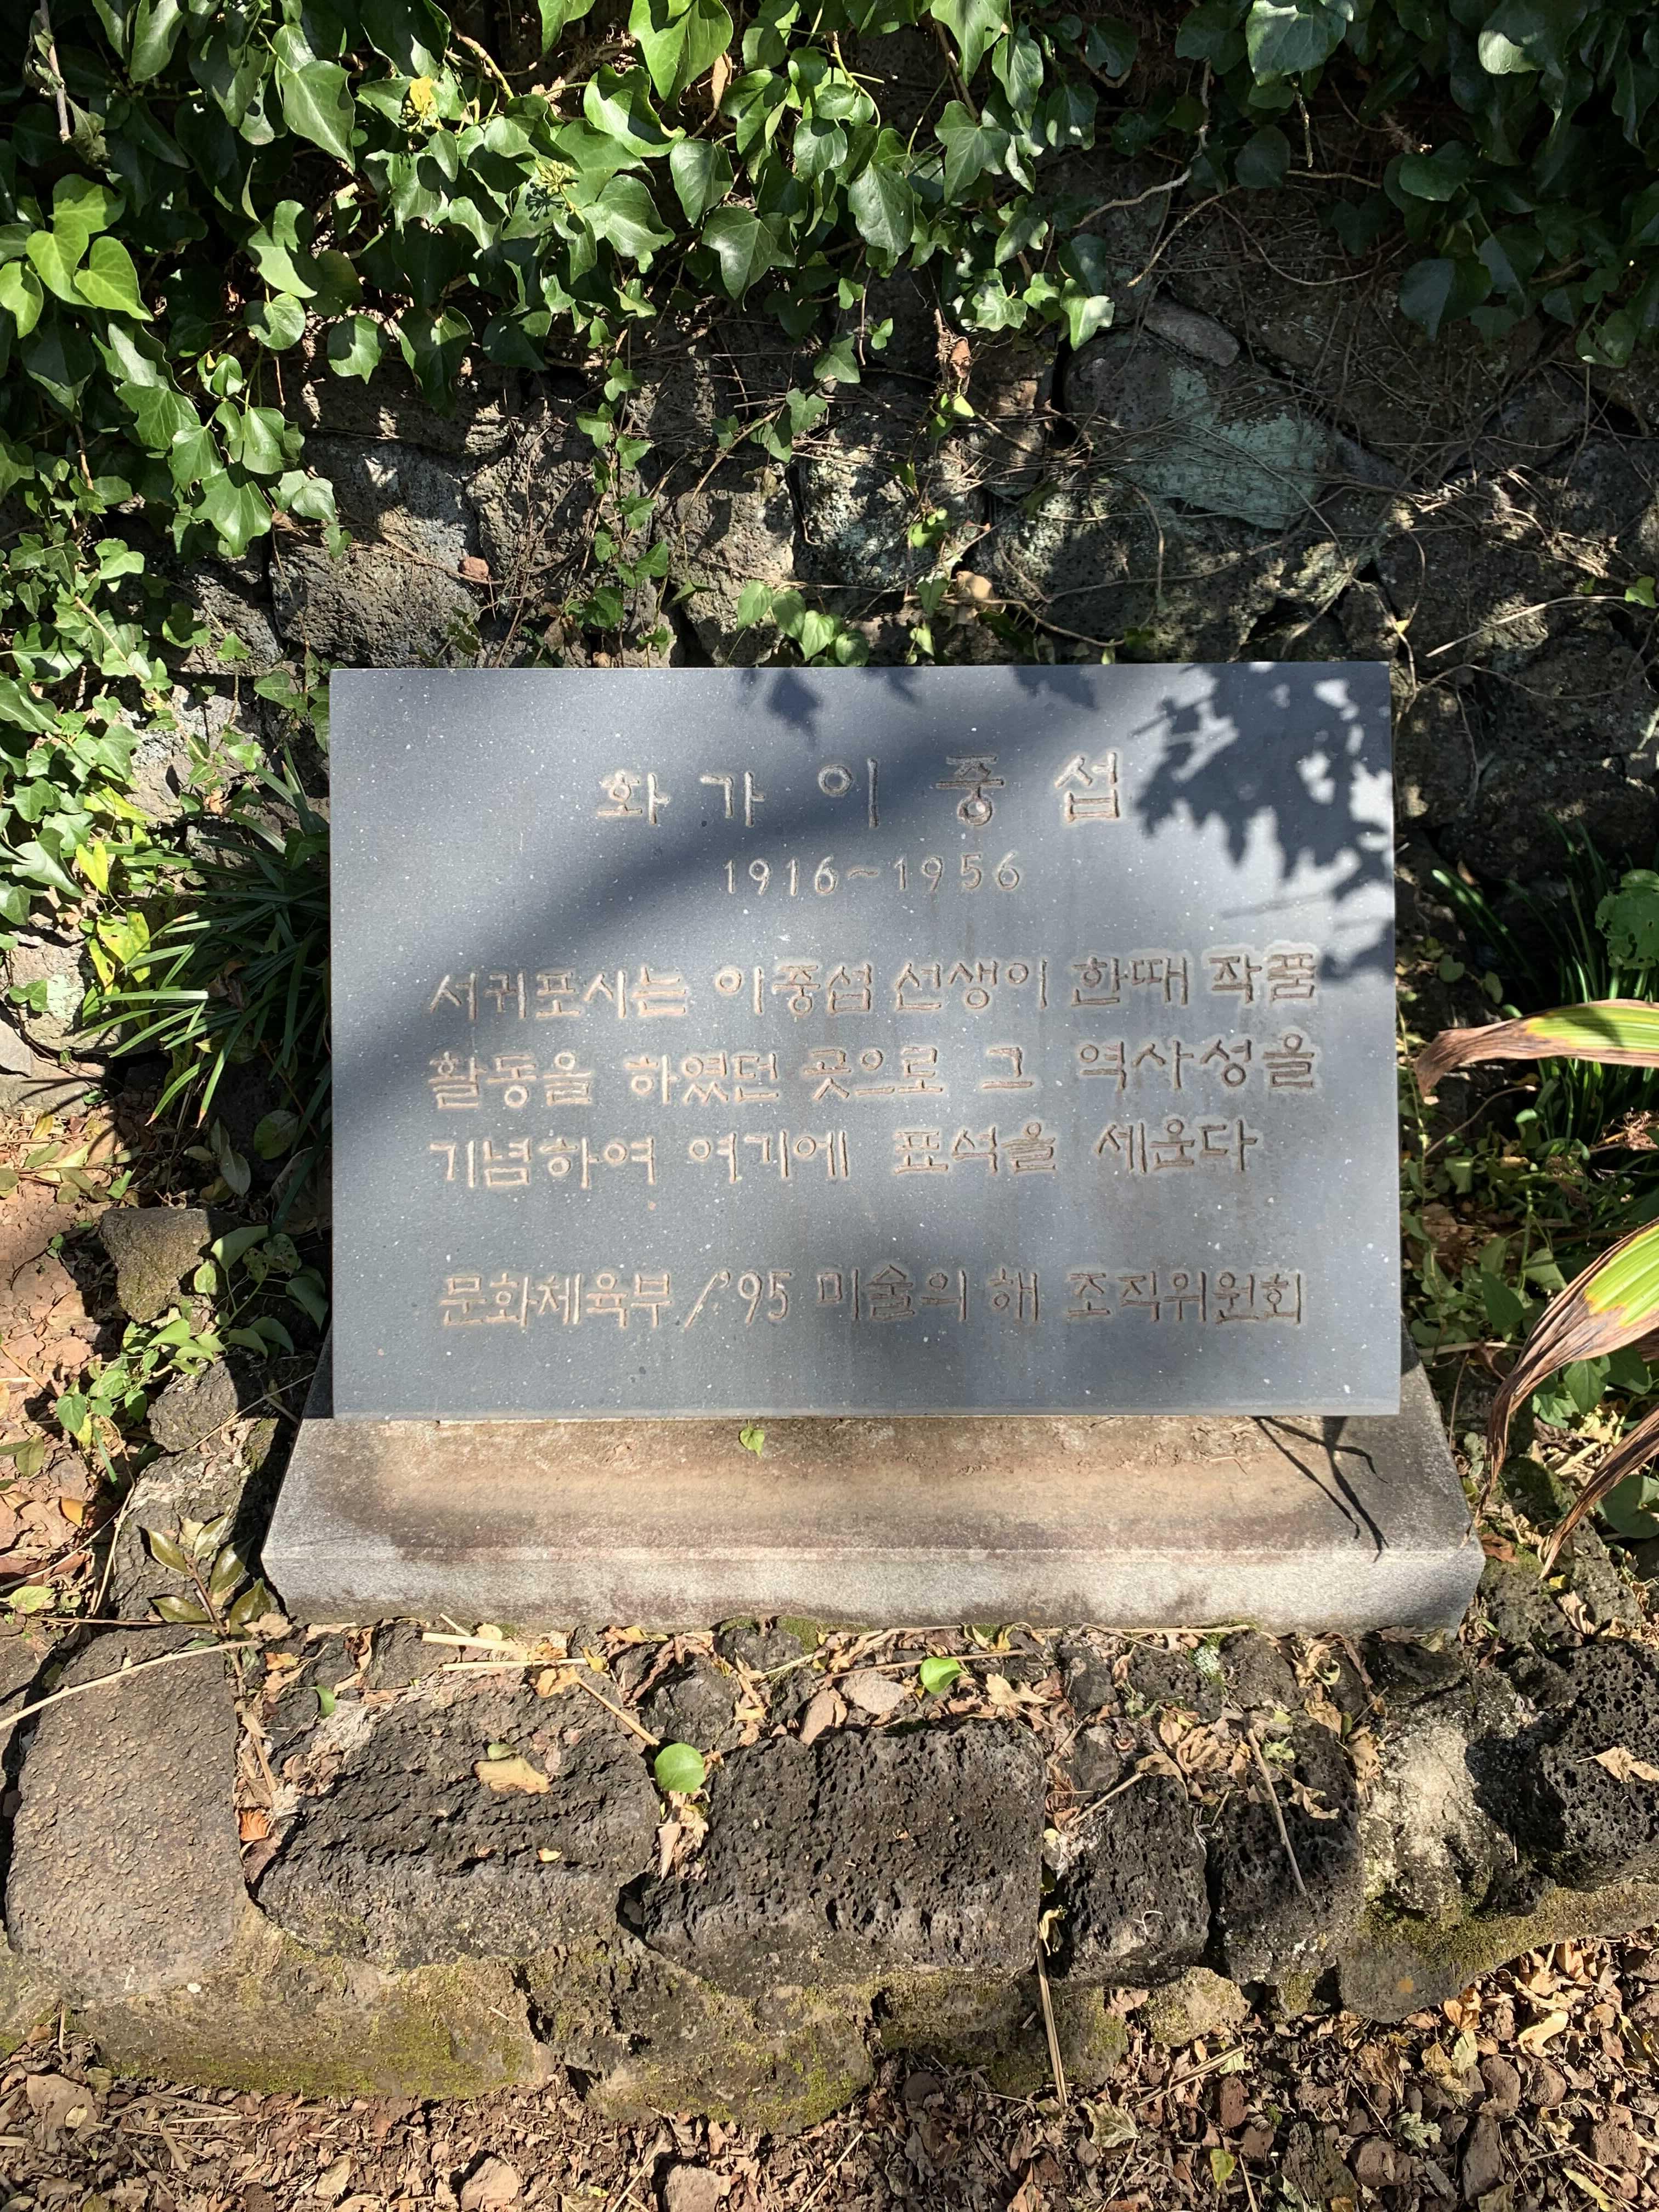 화가 이중섭
1916~1956
서귀포시는 이중섭 선생이 한때 작품
활동을 하였던 곳으로 그 역사성을
기념하여 여기에 표석을 세운다
문화체육부 / '95 미술의 해 조직위원회